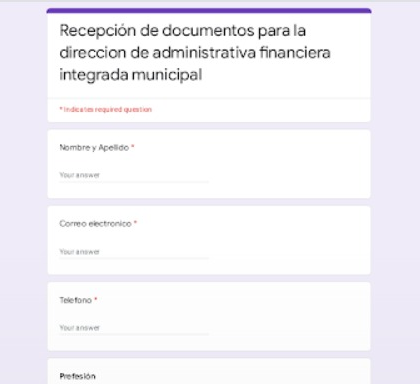 Recepción de documentos para la
direccion de administrativa financiera
integrada municipal
* Indicates required question
Nombre y Apellido *
Your answer
Correo electronico *
Your answer
Telefono *
Your answer
Prefesión